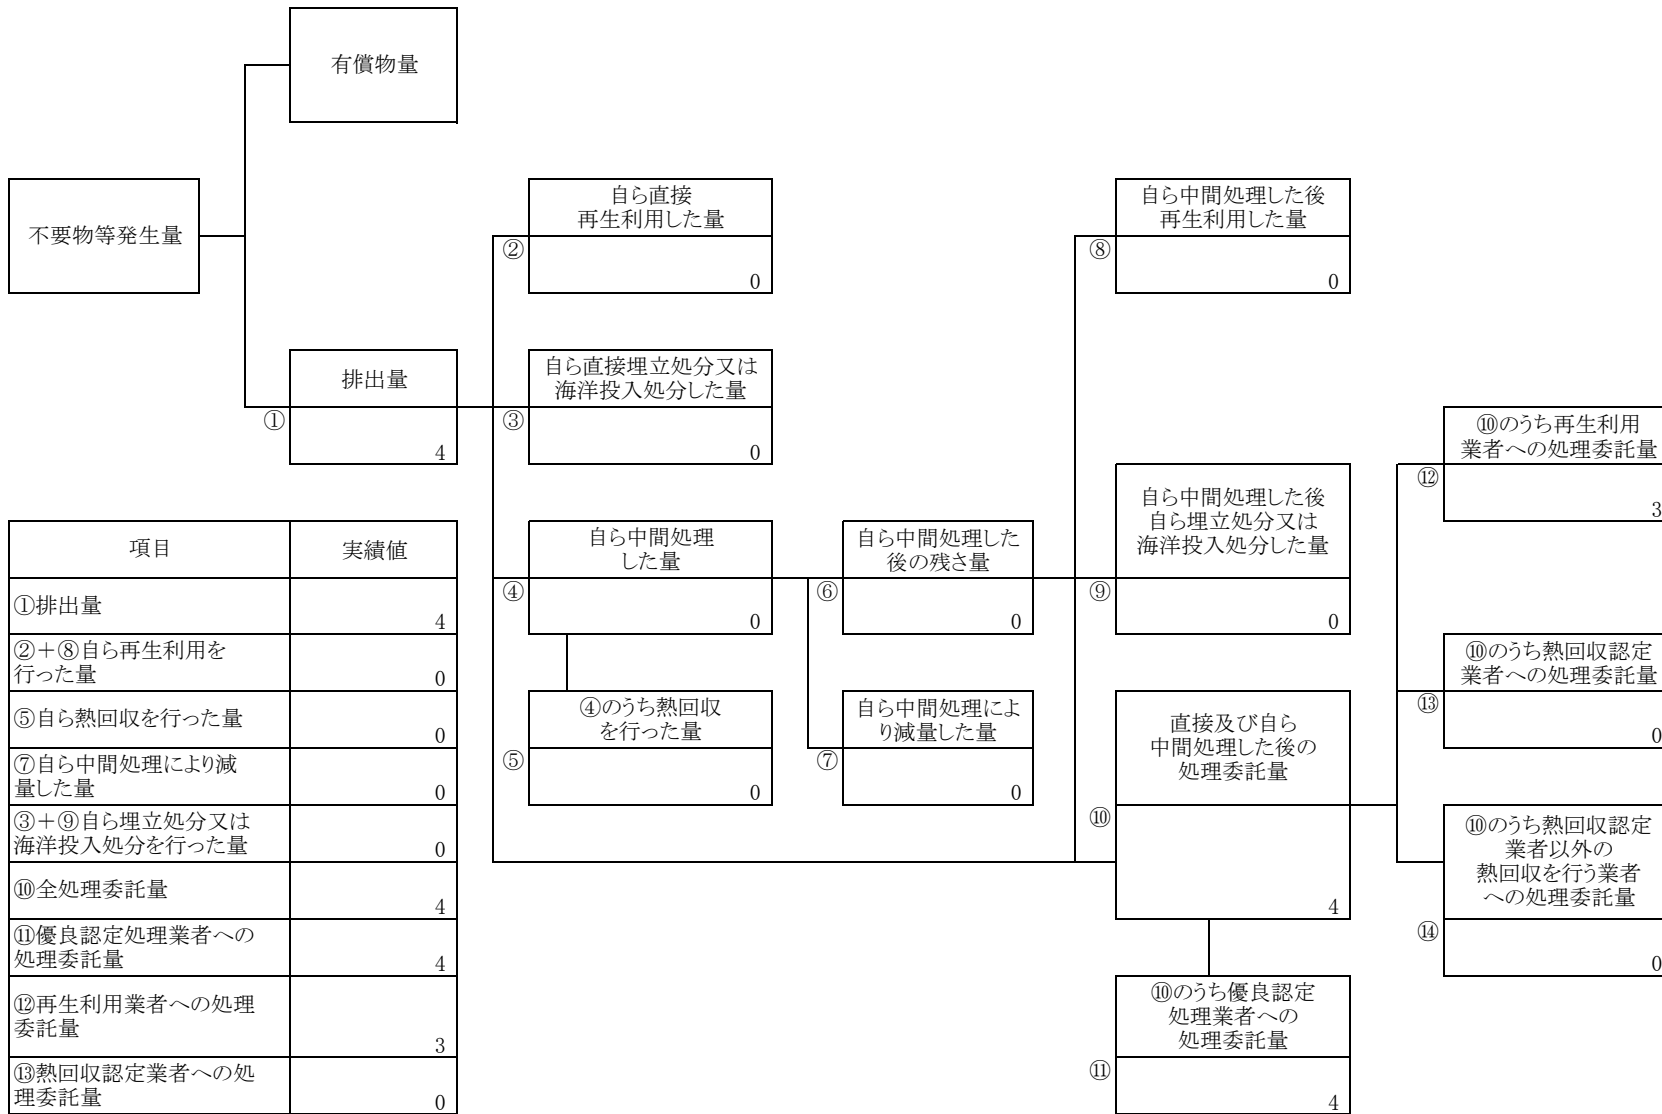 有償物量
不要物等発生量
自ら直接
再生利用した量
②
0
自ら中間処理した後
再生利用した量
⑧
0
排出量
①
4
自ら直接埋立処分又は
海洋投入処分した量
③
0
⑩のうち再生利用
業者への処理委託量
⑫
3
自ら中間処理
した量
④
0
自ら中間処理した
後の残さ量
⑥
0
自ら中間処理した後
自ら埋立処分又は
海洋投入処分した量
⑨
0
⑩のうち熱回収認定
業者への処理委託量
⑬
0
④のうち熱回収
を行った量
⑤
0
自ら中間処理によ
り減量した量
⑦
0
直接及び自ら
中間処理した後の
処理委託量
⑩
4
⑩のうち熱回収認定
業者以外の
熱回収を行う業者
への処理委託量
⑭
0
⑩のうち優良認定
処理業者への
処理委託量
⑪
4
項目 実績値
①排出量
4
②+⑧自ら再生利用を
行った量
0
⑤自ら熱回収を行った量
0
⑦自ら中間処理により減
量した量
0
③+⑨自ら埋立処分又は
海洋投入処分を行った量
0
⑩全処理委託量
4
⑪優良認定処理業者への
処理委託量
4
⑫再生利用業者への処理
委託量
3
⑬熱回収認定業者への処
理委託量
0